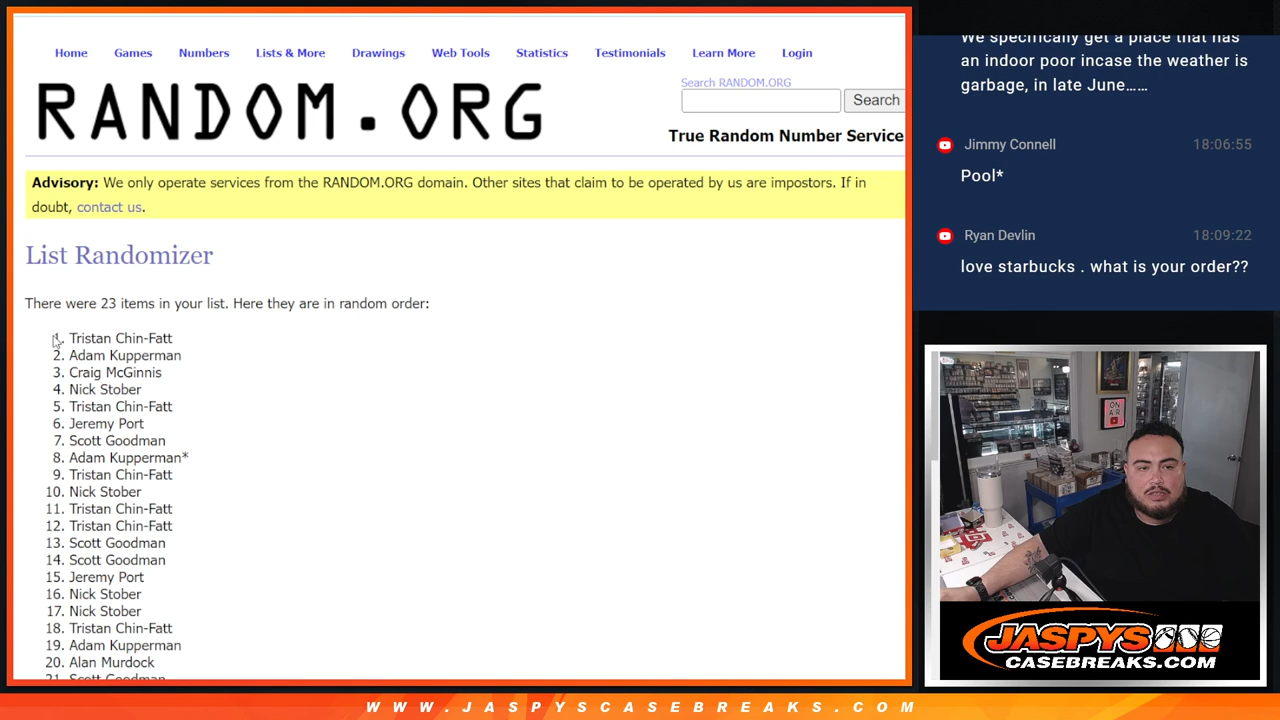 Home Games Numbers Lists & More Drawings Web Tools Statistics Testimonials Learn More Login
RANDOM.ORG
Search RANDOM.ORG
Search
True Random Number Service
Advisory: We only operate services from the RANDOM.ORG domain. Other sites that claim to be operated by us are impostors. If in
doubt, contact us.
List Randomizer
There were 23 items in your list. Here they are in random order:
1. Tristan Chin-Fatt
2. Adam Kupperman
3. Craig McGinnis
4. Nick Stober
5. Tristan Chin-Fatt
6. Jeremy Port
7. Scott Goodman
8. Adam Kupperman*
9. Tristan Chin-Fatt
10. Nick Stober
11. Tristan Chin-Fatt
12. Tristan Chin-Fatt
13. Scott Goodman
14. Scott Goodman
15. Jeremy Port
16. Nick Stober
17. Nick Stober
18. Tristan Chin-Fatt
19. Adam Kupperman
20. Alan Murdock
21. Scott Goodman
We specifically get a place that has
an indoor poor incase the weather is
garbage, in late June......
Jimmy Connell 18:06:55
Pool*
Ryan Devlin 18:09:22
love starbucks . what is your order??
ON
AIR
JASPYS
CASEBREAKS.COM
WWW.JASPYSCASEBREAKS.COM